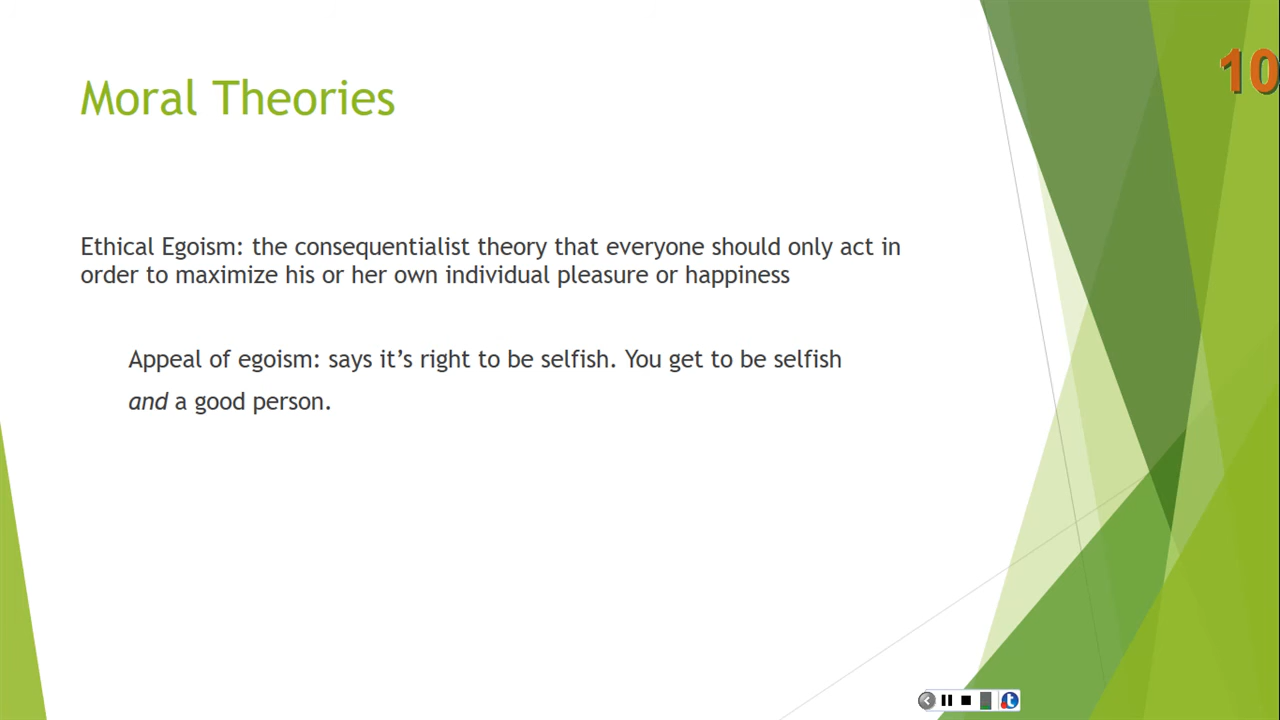 10
Moral Theories
Ethical Egoism: the consequentialist theory that everyone should only act in
order to maximize his or her own individual pleasure or happiness
Appeal of egoism: says it’s right to be selfish. You get to be selfish
and a good person.
t